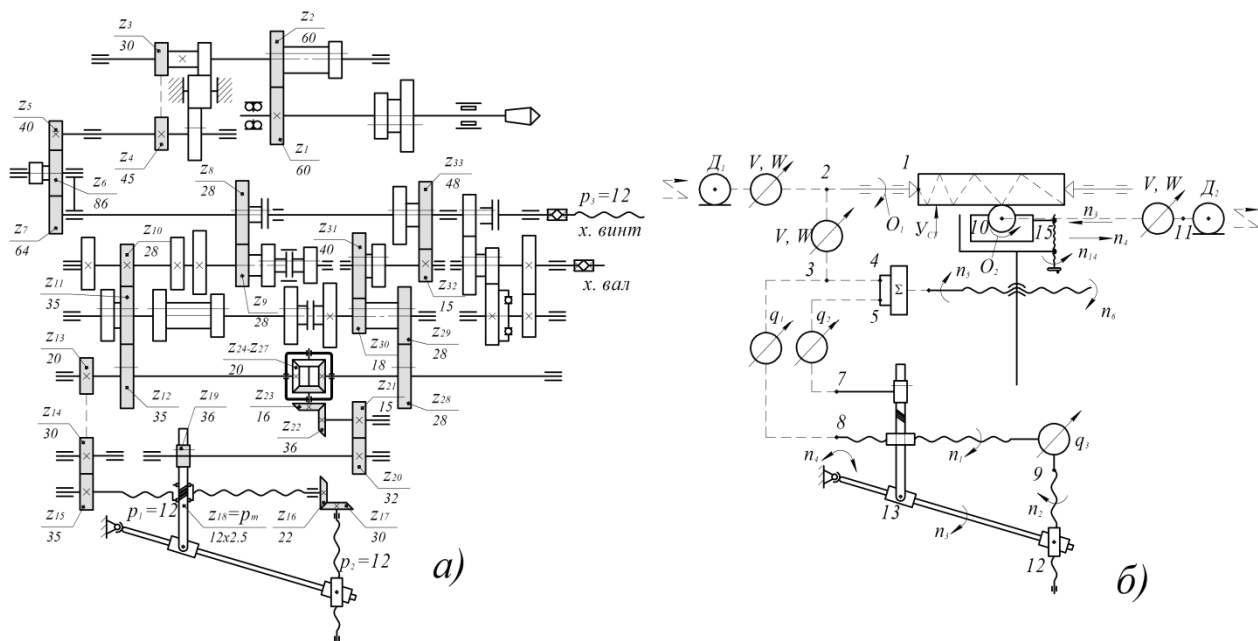 z3
30
z2
60
z5
40
z4
45
z1
60
z6
86
z7
64
z8
28
z33
48
p3=12
х. винт
z10
28
z31
40
х. вал
z11
35
z9
28
z32
15
z13
20
z24-z27
20
z30
18
z29
28
z12
35
z19
36
z23
16
z21
15
z28
28
z14
30
z22
36
z20
32
z15
35
p1=12
z18=pm
12x2.5
z16
22
z17
30
p2=12
а)
Д1
V, W
2
1
O1
Уст
10
O2
15
n3
n4
n14
V, W
11
Д2
V, W
3
4
Σ
5
n5
n6
q1
q2
7
8
n1
q3
9
n4
13
n3
n2
12
б)